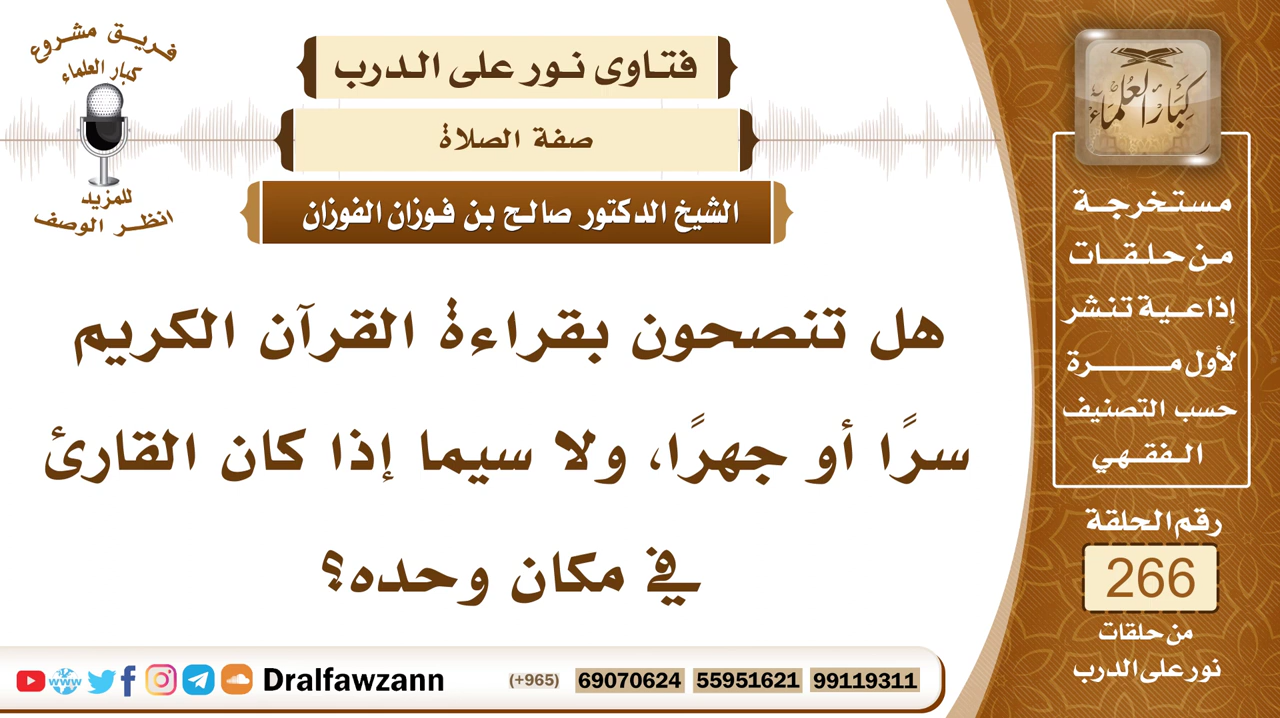 فريق مشروع
كبار العلماء
للمزيد
انظر الوصف
فتاوى نور على الدرب
صفة الصلاة
الشيخ الدكتور صالح بن فوزان الفوزان
هل تنصحون بقراءة القرآن الكريم
سرًا أو جهرًا، ولا سيما إذا كان القارئ
في مكان وحده؟
كبار العلماء
مستخرجة
من حلقات
إذاعية تنشر
لأول مرة
حسب التصنيف
الفقهي
رقم الحلقة
266
من حلقات
نور على الدرب
www Dralfawzann (+965) 69070624 55951621 99119311